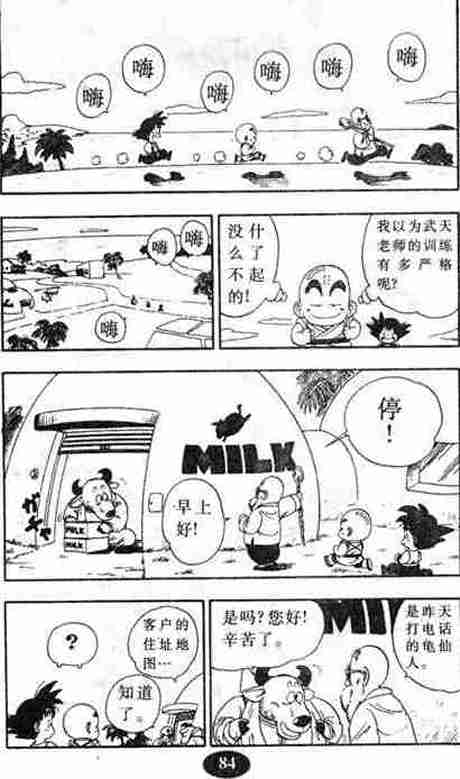 嗨
嗨
嗨
嗨
嗨
嗨
我以为武天
老师的训练
有多严格
呢?
没什
么了
不起
的!
嗨
嗨
嗨
停
!
MILK
早上
好!
MILK
MILK
是昨天
打电话
的龟仙
人。
是吗?您好!
辛苦了。
客户的
住址地
图…
知道
了。
?
84